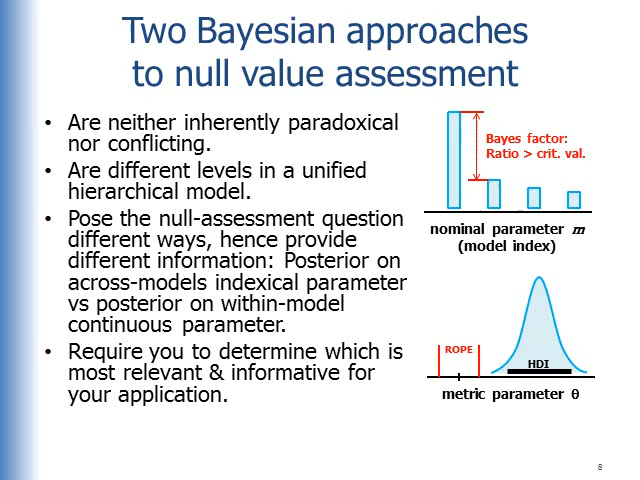 Two Bayesian approaches
to null value assessment
• Are neither inherently paradoxical
nor conflicting.
• Are different levels in a unified
hierarchical model.
• Pose the null-assessment question
different ways, hence provide
different information: Posterior on
across-models indexical parameter
vs posterior on within-model
continuous parameter.
• Require you to determine which is
most relevant & informative for
your application.
Bayes factor:
Ratio > crit. val.
nominal parameter m
(model index)
ROPE
HDI
metric parameter θ
8